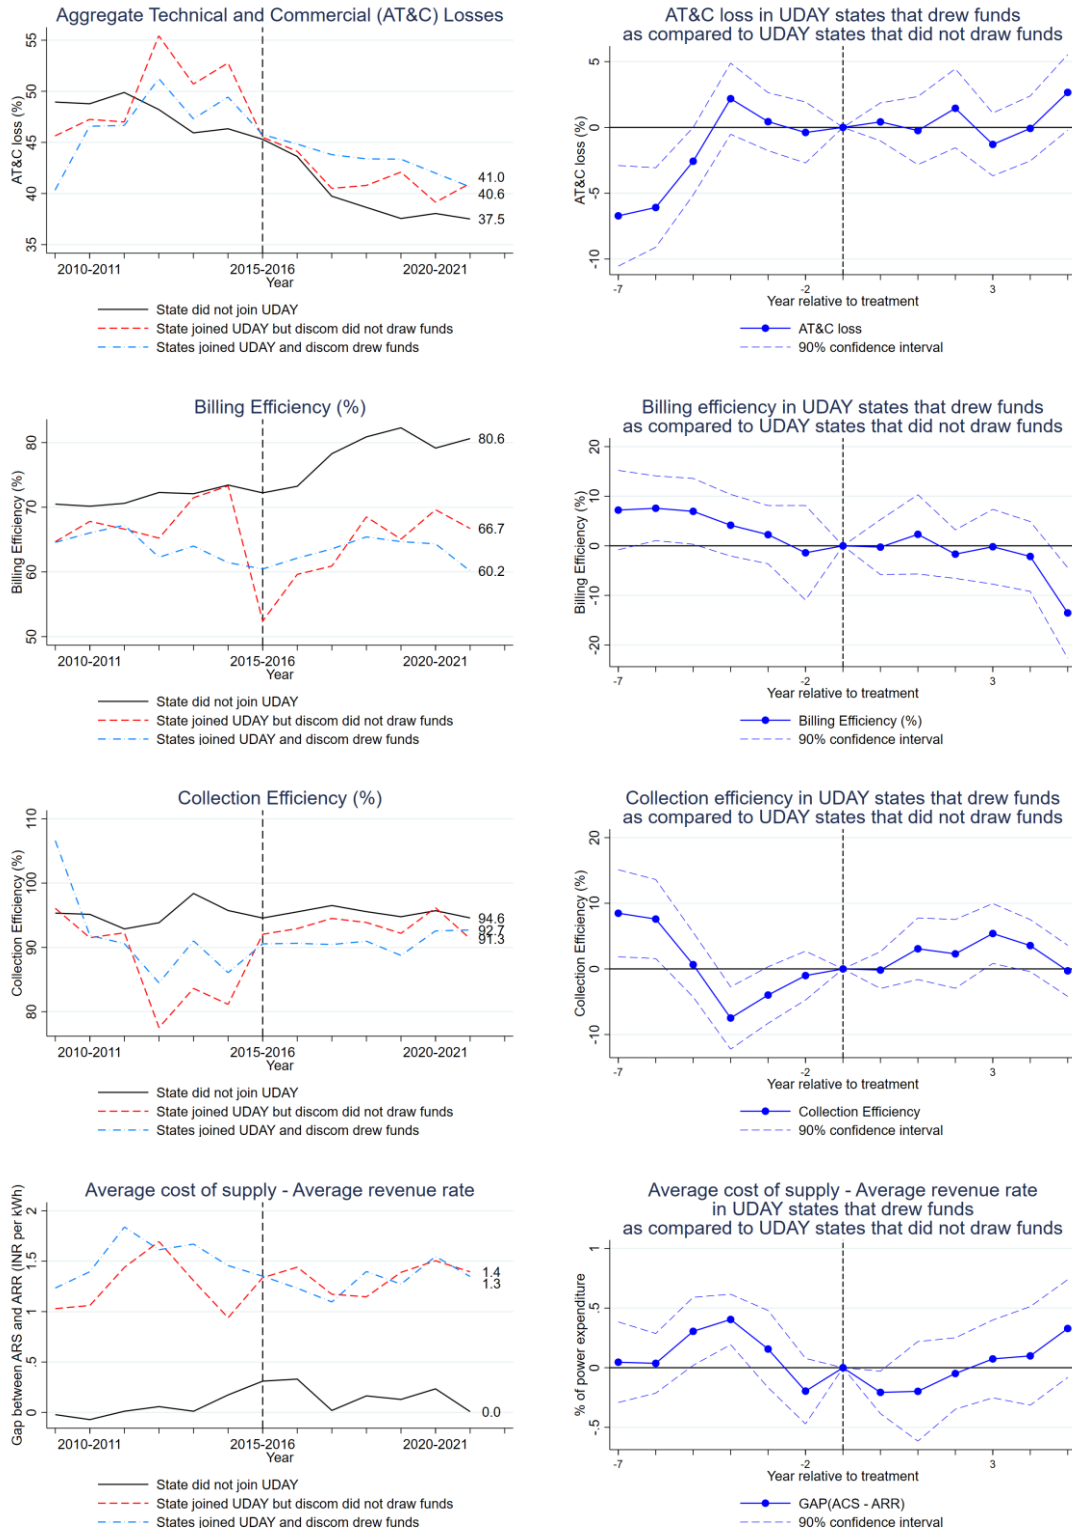 Aggregate Technical and Commercial (AT&C) Losses
AT&C loss (%)
55
50
45
40
35
41.0
40.6
37.5
2010-2011
2015-2016
2020-2021
Year
State did not join UDAY
State joined UDAY but discom did not draw funds
States joined UDAY and discom drew funds
AT&C loss in UDAY states that drew funds
as compared to UDAY states that did not draw funds
AT&C loss (%)
5
0
-5
-10
-7
-2
3
Year relative to treatment
AT&C loss
90% confidence interval
Billing Efficiency (%)
Billing Efficiency (%)
80
70
60
50
80.6
66.7
60.2
2010-2011
2015-2016
2020-2021
Year
State did not join UDAY
State joined UDAY but discom did not draw funds
States joined UDAY and discom drew funds
Billing efficiency in UDAY states that drew funds
as compared to UDAY states that did not draw funds
Billing Efficiency (%)
20
10
0
-10
-20
-7
-2
3
Year relative to treatment
Billing Efficiency (%)
90% confidence interval
Collection Efficiency (%)
Collection Efficiency (%)
110
100
90
80
94.6
92.7
91.3
2010-2011
2015-2016
2020-2021
Year
State did not join UDAY
State joined UDAY but discom did not draw funds
States joined UDAY and discom drew funds
Collection efficiency in UDAY states that drew funds
as compared to UDAY states that did not draw funds
Collection Efficiency (%)
20
10
0
-10
-7
-2
3
Year relative to treatment
Collection Efficiency
90% confidence interval
Average cost of supply - Average revenue rate
Gap between ARS and ARR (INR per kWh)
2
1.5
1
.5
0
1.4
1.3
0.0
2010-2011
2015-2016
2020-2021
Year
State did not join UDAY
State joined UDAY but discom did not draw funds
States joined UDAY and discom drew funds
Average cost of supply - Average revenue rate
in UDAY states that drew funds
as compared to UDAY states that did not draw funds
% of power expenditure
1
.5
0
-.5
-7
-2
3
Year relative to treatment
GAP(ACS - ARR)
90% confidence interval